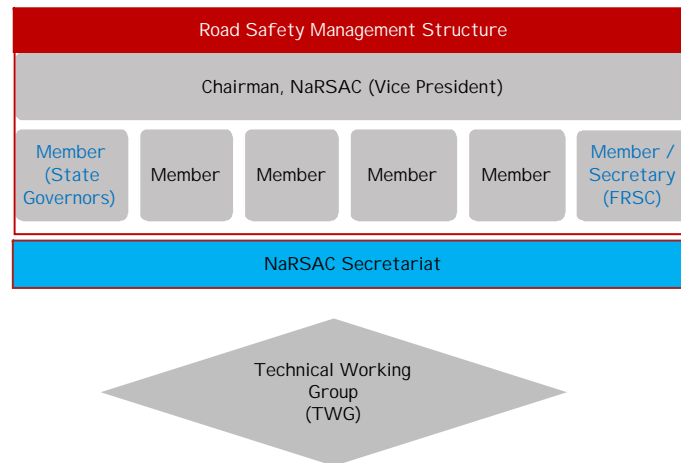 Road Safety Management Structure
Chairman, NaRSAC (Vice President)
Member
(State
Governors)
Member
Member
Member
Member
Member /
Secretary
(FRSC)
NaRSAC Secretariat
Technical Working
Group
(TWG)